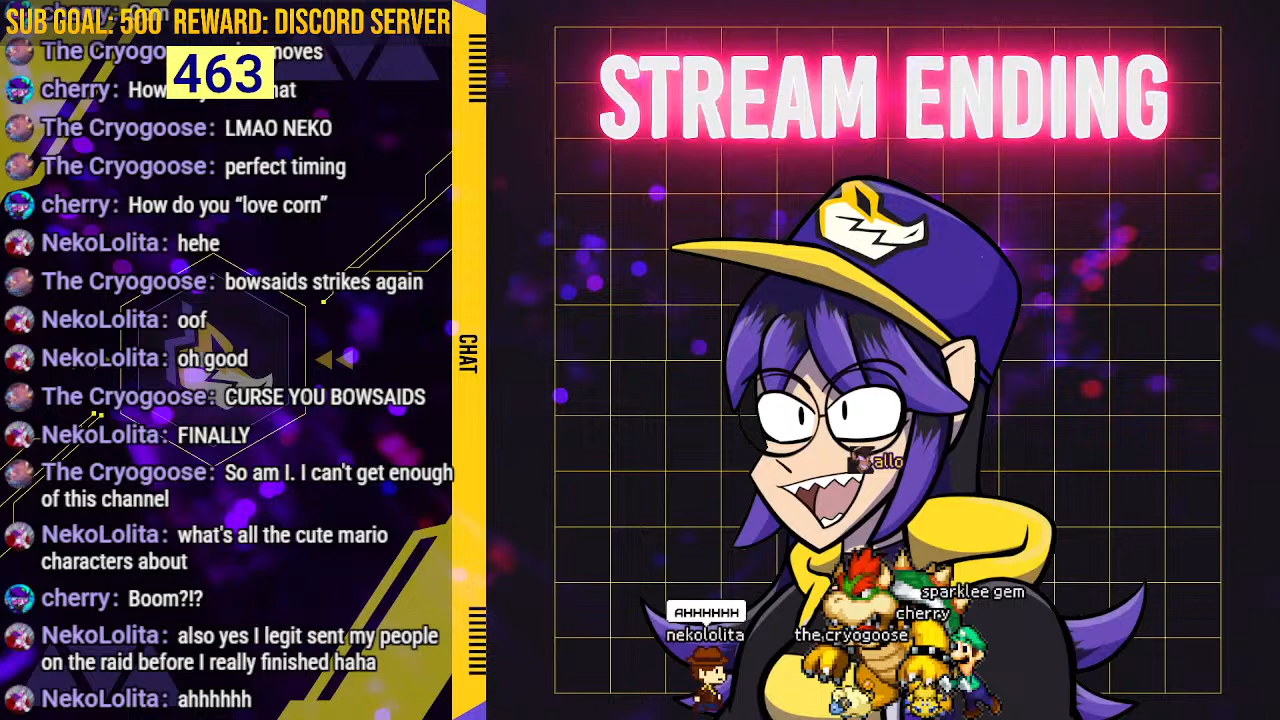 SUB GOAL: 500 REWARD: DISCORD SERVER
463
The Cryogo moves
cherry: How hat
The Cryogoose: LMAO NEKO
The Cryogoose: perfect timing
cherry: How do you “love corn”
NekoLolita: hehe
The Cryogoose: bowsaids strikes again
NekoLolita: oof
NekoLolita: oh good
The Cryogoose: CURSE YOU BOWSAIDS
NekoLolita: FINALLY
The Cryogoose: So am I. I can't get enough
of this channel
NekoLolita: what's all the cute mario
characters about
cherry: Boom?!?
NekoLolita: also yes I legit sent my people
on the raid before I really finished haha
NekoLolita: ahhhhhh
CHAT
STREAM ENDING
allo
sparklee gem
cherry
AHHHHHH
nekololita
the cryogoose